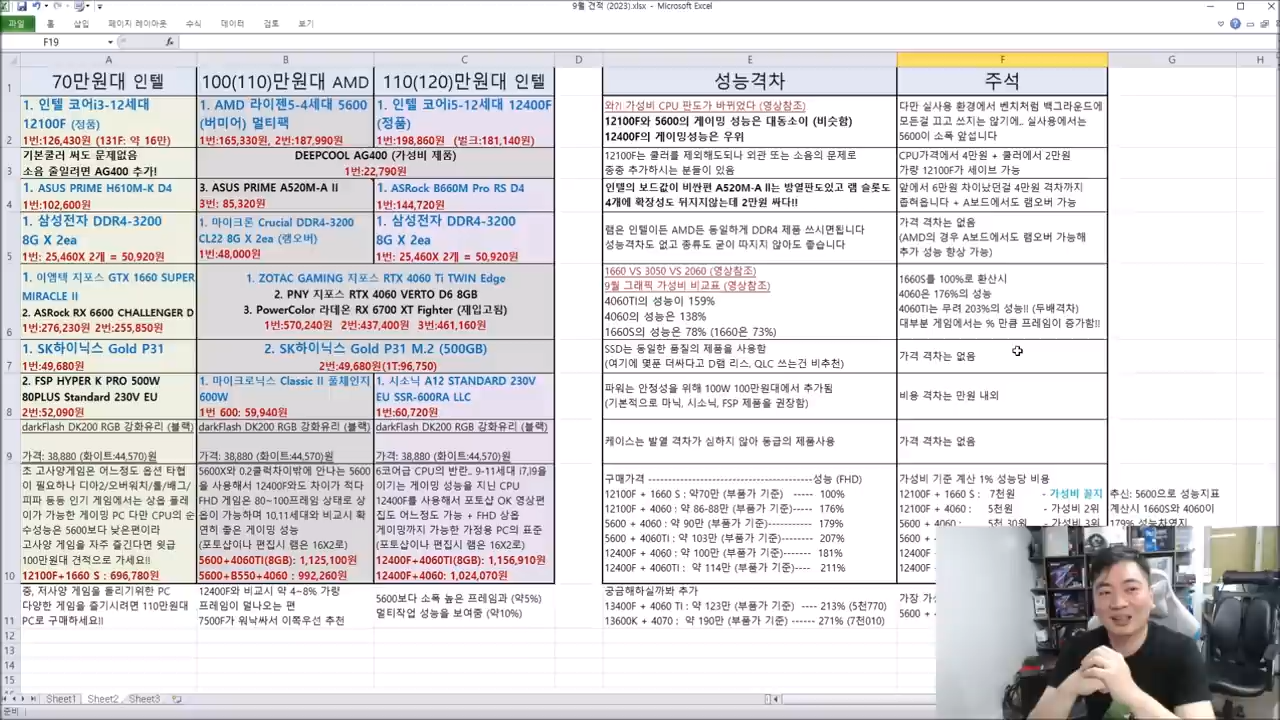 9월 견적 (2023).xlsx - Microsoft Excel
파일 홈 삽입 페이지 레이아웃 수식 데이터 검토 보기
F19
fx
A B C D E F G H
1
70만원대 인텔
100(110)만원대 AMD
110(120)만원대 인텔
성능격차
주석
2
1. 인텔 코어i3-12세대
12100F (정품)
1번:126,430원 (131F: 약 16만)
1. AMD 라이젠5-4세대 5600
(버미어) 멀티팩
1번:165,330원, 2번:187,990원
1. 인텔 코어i5-12세대 12400F
(정품)
1번:198,860원 (벌크:181,140원)
와?! 가성비 CPU 판도가 바뀌었다 (영상참조)
12100F와 5600의 게이밍 성능은 대동소이 (비슷함)
12400F의 게이밍성능은 우위
다만 실사용 환경에서 벤치처럼 백그라운드에
모든걸 끄고 쓰지는 않기에.. 실사용에서는
5600이 소폭 앞섭니다
3
기본쿨러 써도 문제없음
소음 줄일려면 AG400 추가!
DEEPCOOL AG400 (가성비 제품)
1번:22,790원
12100F은 쿨러를 제외해도되나 외관 또는 소음의 문제로
종종 추가하시는 분들이 있음
CPU가격에서 4만원 + 쿨러에서 2만원
가량 12100F가 세이브 가능
4
1. ASUS PRIME H610M-K D4
1번:102,600원
3. ASUS PRIME A520M-A II
3번: 85,320원
1. ASRock B660M Pro RS D4
1번:144,720원
인텔의 보드값이 비싼편 A520M-A II는 방열판도있고 램 슬롯도
4개에 확장성도 뒤지지않는데 2만원 싸다!!
앞에서 6만원 차이났던걸 4만원 격차까지
좁혀옵니다 + A보드에서도 램오버 가능
5
1. 삼성전자 DDR4-3200
8G X 2ea
1번: 25,460X 2개 = 50,920원
1. 마이크론 Crucial DDR4-3200
CL22 8G X 2ea (램오버)
1번:48,000원
1. 삼성전자 DDR4-3200
8G X 2ea
1번: 25,460X 2개 = 50,920원
램은 인텔이든 AMD든 동일하게 DDR4 제품 쓰시면됩니다
성능격차도 없고 종류도 굳이 따지지 않아도 좋습니다
가격 격차는 없음
(AMD의 경우 A보드에서도 램오버 가능해
추가 성능 향상 가능)
6
1. 이엠텍 지포스 GTX 1660 SUPER
MIRACLE II
2. ASRock RX 6600 CHALLENGER D
1번:276,230원 2번:255,850원
1. ZOTAC GAMING 지포스 RTX 4060 Ti TWIN Edge
2. PNY 지포스 RTX 4060 VERTO D6 8GB
3. PowerColor 라데온 RX 6700 XT Fighter (재입고됨)
1번:570,240원 2번:437,400원 3번:461,160원
1660 VS 3050 VS 2060 (영상참조)
9월 그래픽 가성비 비교표 (영상참조)
4060TI의 성능이 159%
4060의 성능은 138%
1660S의 성능은 78% (1660은 73%)
1660S를 100%로 환산시
4060은 176%의 성능
4060TI는 무려 203%의 성능!! (두배격차)
대부분 게임에서는 % 만큼 프레임이 증가함!!
7
1. SK하이닉스 Gold P31
1번:49,680원
2. SK하이닉스 Gold P31 M.2 (500GB)
2번:49,680원(1T:96,750)
SSD는 동일한 품질의 제품을 사용함
(여기에 몇푼 더싸다고 D램 리스, QLC 쓰는건 비추천)
가격 격차는 없음
8
2. FSP HYPER K PRO 500W
80PLUS Standard 230V EU
2번:52,090원
1. 마이크로닉스 Classic II 풀체인지
600W
1번 600: 59,940원
1. 시소닉 A12 STANDARD 230V
EU SSR-600RA LLC
1번:60,720원
파워는 안정성을 위해 100W 100만원대에서 추가됨
(기본적으로 마닉, 시소닉, FSP 제품을 권장함)
비용 격차는 만원 내외
9
darkFlash DK200 RGB 강화유리 (블랙)
가격: 38,880 (화이트:44,570)원
darkFlash DK200 RGB 강화유리 (블랙)
가격: 38,880 (화이트:44,570)원
darkFlash DK200 RGB 강화유리 (블랙)
가격: 38,880 (화이트:44,570)원
케이스는 발열 격차가 심하지 않아 동급의 제품사용
가격 격차는 없음
10
초 고사양게임은 어느정도 옵션 타협
이 필요하나 디아2/오버워치/롤/배그/
피파 등등 인기 게임에서는 상옵 플레
이가 가능한 게이밍 PC 다만 CPU의 순
수성능은 5600보다 낮은편이라
고사양 게임을 자주 즐긴다면 윗급
100만원대 견적으로 가세요!!
12100F+1660 S : 696,780원
5600X와 0.2클럭차이밖에 안나는 5600
을 사용해서 12400F와도 차이가 적다
FHD 게임은 80~100프레임 상태로 상
옵이 가능하며 10,11세대와 비교시 확
연히 좋은 게이밍 성능
(포토샵이나 편집시 램은 16X2로)
5600+4060TI(8GB): 1,125,100원
5600+B550+4060 : 992,260원
6코어급 CPU의 반란.. 9-11세대 i7,i9을
이기는 게이밍 성능을 지닌 CPU
12400F를 사용해서 포토샵 OK 영상편
집도 어느정도 가능 + FHD 상옵
게이밍까지 가능한 가정용 PC의 표준
(포토샵이나 편집시 램은 16X2로)
12400F+4060TI(8GB): 1,156,910원
12400F+4060: 1,024,070원
구매가격 ----------------------------------------성능 (FHD)
12100F + 1660 S : 약70만 (부품가 기준) ----- 100%
12100F + 4060 : 약 86-88만 (부품가 기준) ---- 176%
5600 + 4060 : 약 90만 (부품가 기준)--------- 179%
5600 + 4060Ti : 약 103만 (부품가 기준)------ 207%
12400F + 4060 : 약 100만 (부품가 기준)------- 181%
12400F + 4060Ti : 약 114만 (부품가 기준)------ 211%
가성비 기준 계산 1% 성능당 비용
12100F + 1660 S : 7천원 - 가성비 꼴지
12100F + 4060 : 5천원 - 가성비 2위
5600 + 4060 : 5천 30원 - 가성비 3위
5600 + 4060
12400F +
12400F +
추신: 5600으로 성능지표
계산시 1660S와 4060이
179% 성능차였지
11
중, 저사양 게임을 돌리기위한 PC
다양한 게임을 즐기시려면 110만원대
PC로 구매하세요!!
12400F와 비교시 약 4~8% 가량
프레임이 덜나오는 편
7500F가 워낙싸서 이쪽우선 추천
5600보다 소폭 높은 프레임과 (약5%)
멀티작업 성능을 보여줌 (약10%)
궁금해하실까봐 추가
13400F + 4060 Ti : 약 123만 (부품가 기준) ---- 213% (5천770)
13600K + 4070 : 약 190만 (부품가 기준) ------ 271% (7천010)
가장 가성
5600 + 4
12
13
14
15
Sheet1 Sheet2 Sheet3
준비